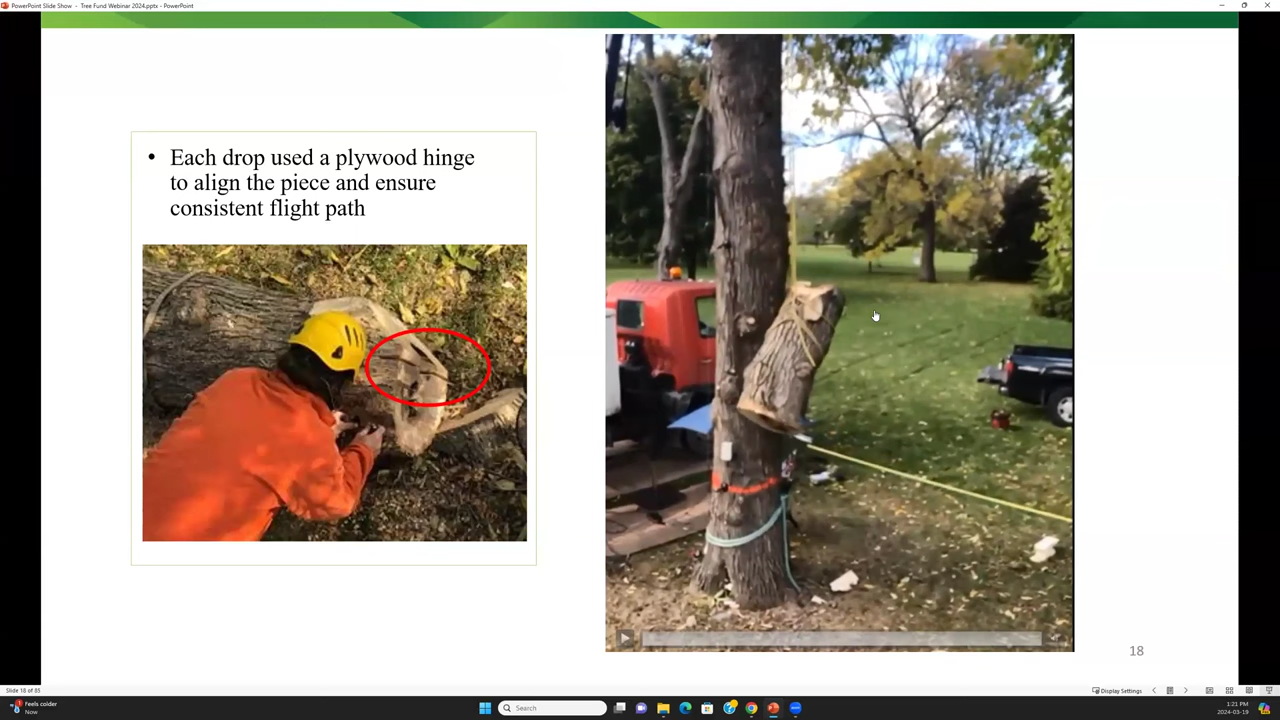 PowerPoint Slide Show - Tree Fund Webinar 2024.pptx - PowerPoint
• Each drop used a plywood hinge
to align the piece and ensure
consistent flight path
18
Slide 18 of 85
Display Settings
Feels colder
Now
Search
1:21 PM
2024-03-19